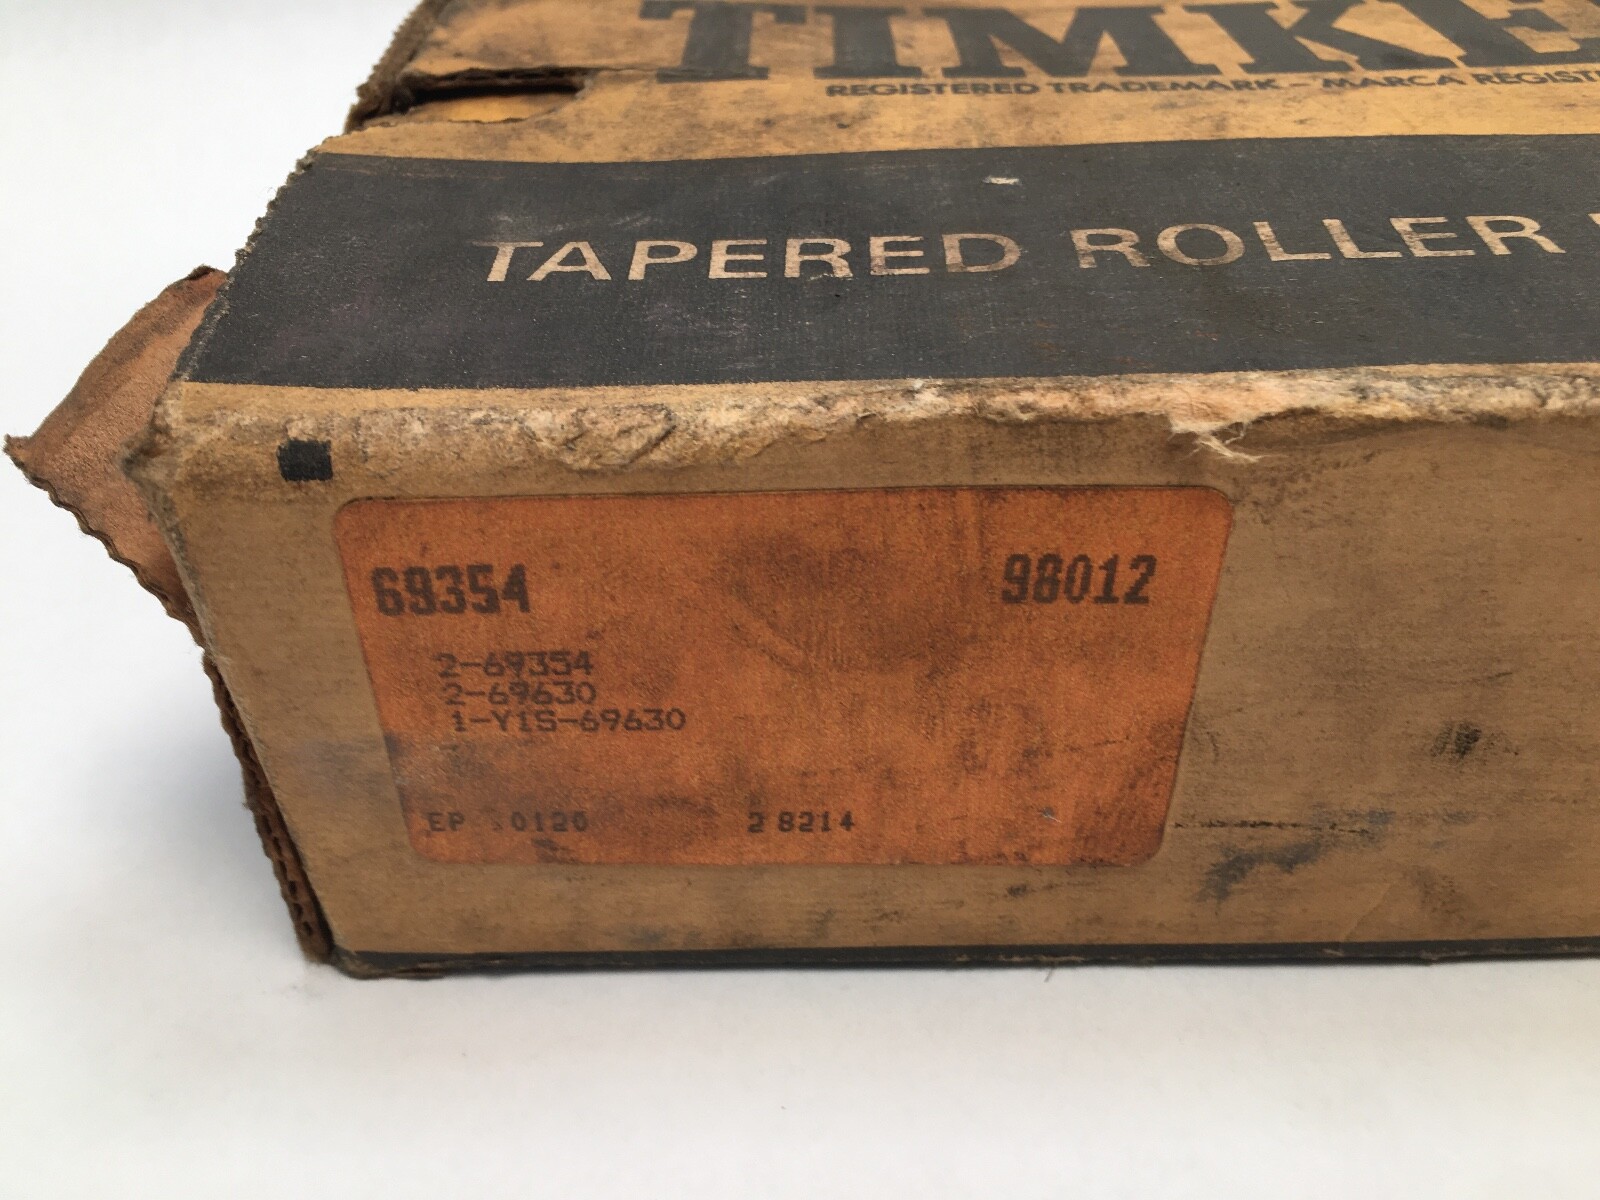 TIMKE
REGISTERED TRADEMARK - MARCA REGIST
TAPERED ROLLER
69354 98012
2-69354
2-69630
1-Y1S-69630
EP 0120 2 8214